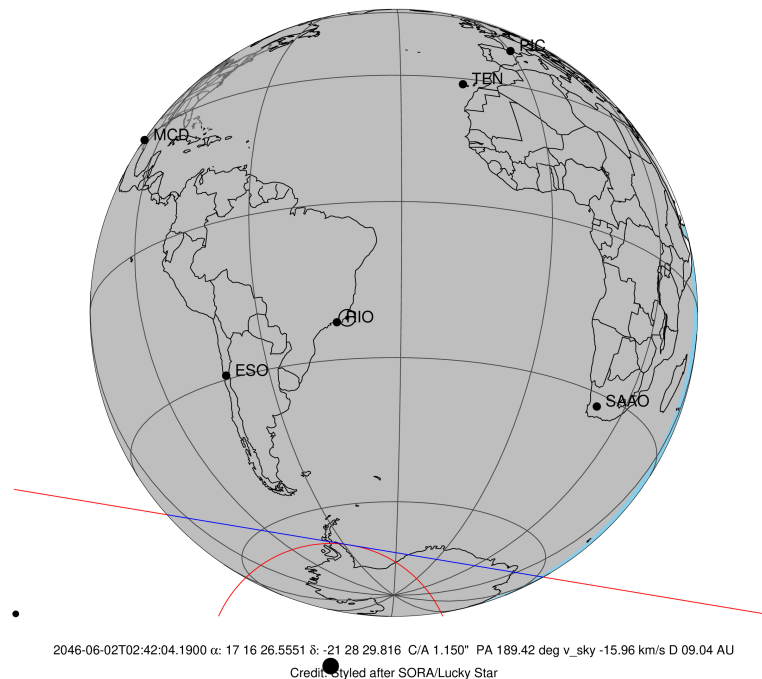 PIC
TEN
MCD
RIO
ESO
SAAO
2046-06-02T02:42:04.1900 α: 17 16 26.5551 δ: -21 28 29.816 C/A 1.150" PA 189.42 deg v_sky -15.96 km/s D 09.04 AU
Credit: Styled after SORA/Lucky Star